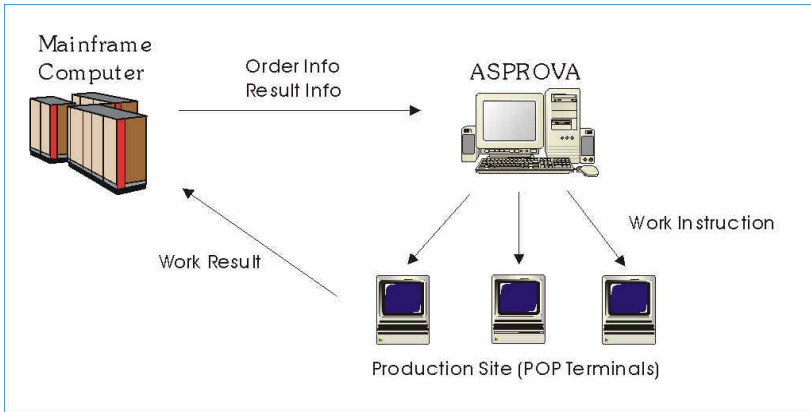 Mainframe
Computer
Order Info
Result Info
ASPROVA
Work Instruction
Work Result
Production Site (POP Terminals)